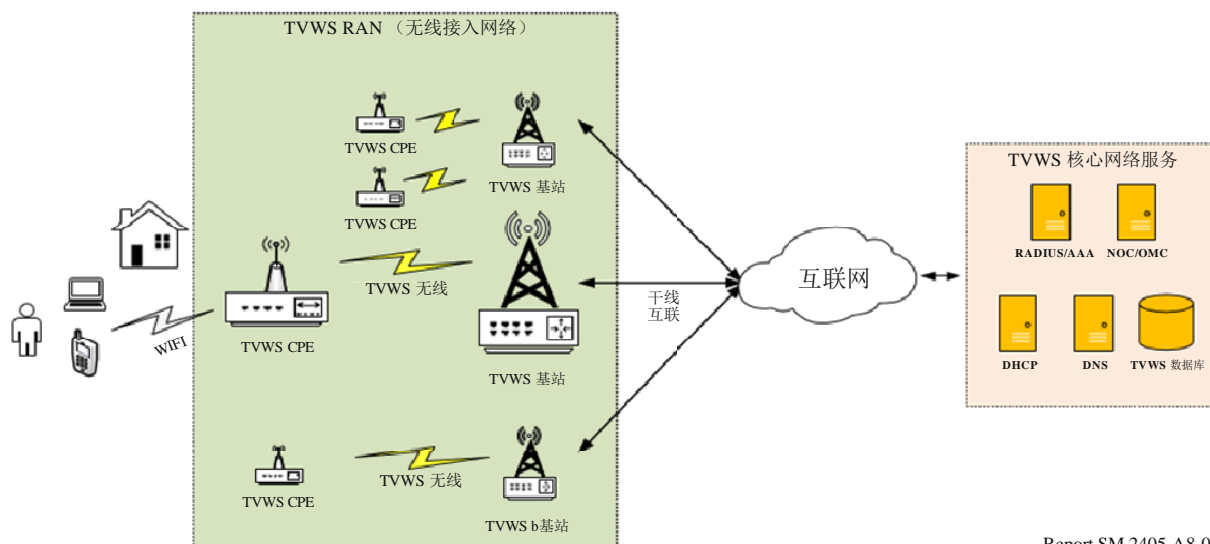 TVWS RAN （无线接入网络）
TVWS CPE
TVWS 基站
TVWS CPE
TVWS 无线
TVWS CPE
TVWS 基站
WIFI
TVWS CPE
TVWS 无线
TVWS b基站
干线
互联
互联网
TVWS 核心网络服务
RADIUS/AAA
NOC/OMC
DHCP
DNS
TVWS 数据库